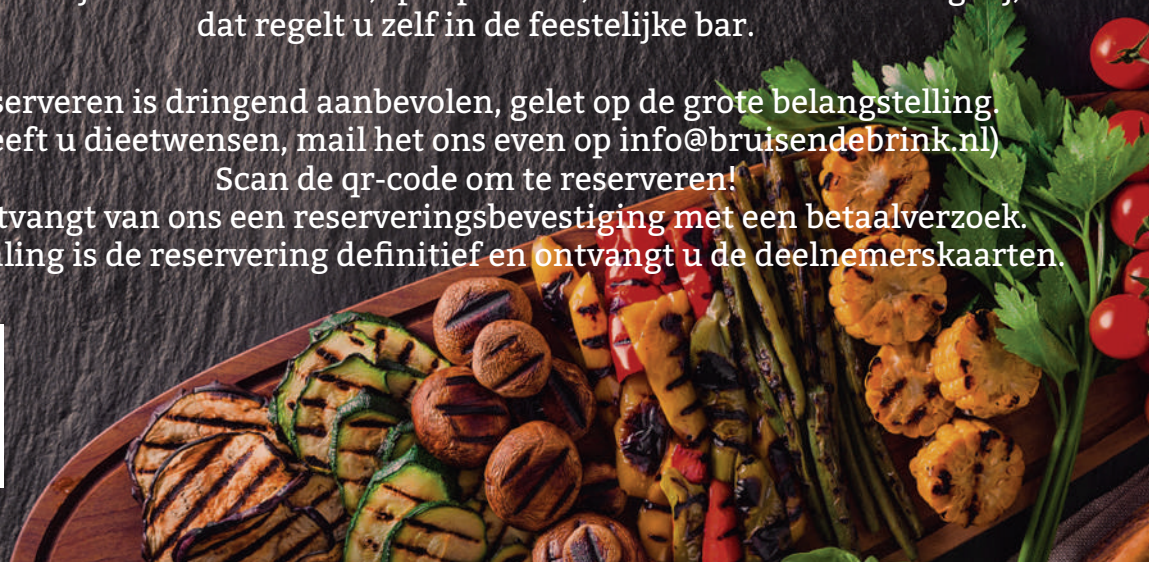 dat regelt u zelf in de feestelijke bar.
serveren is dringend aanbevolen, gelet op de grote belangstelling.
eeft u dieetwensen, mail het ons even op info@bruisendebrink.nl)
Scan de qr-code om te reserveren!
tvangt van ons een reserveringsbevestiging met een betaalverzoek.
ling is de reservering definitief en ontvangt u de deelnemerskaarten.